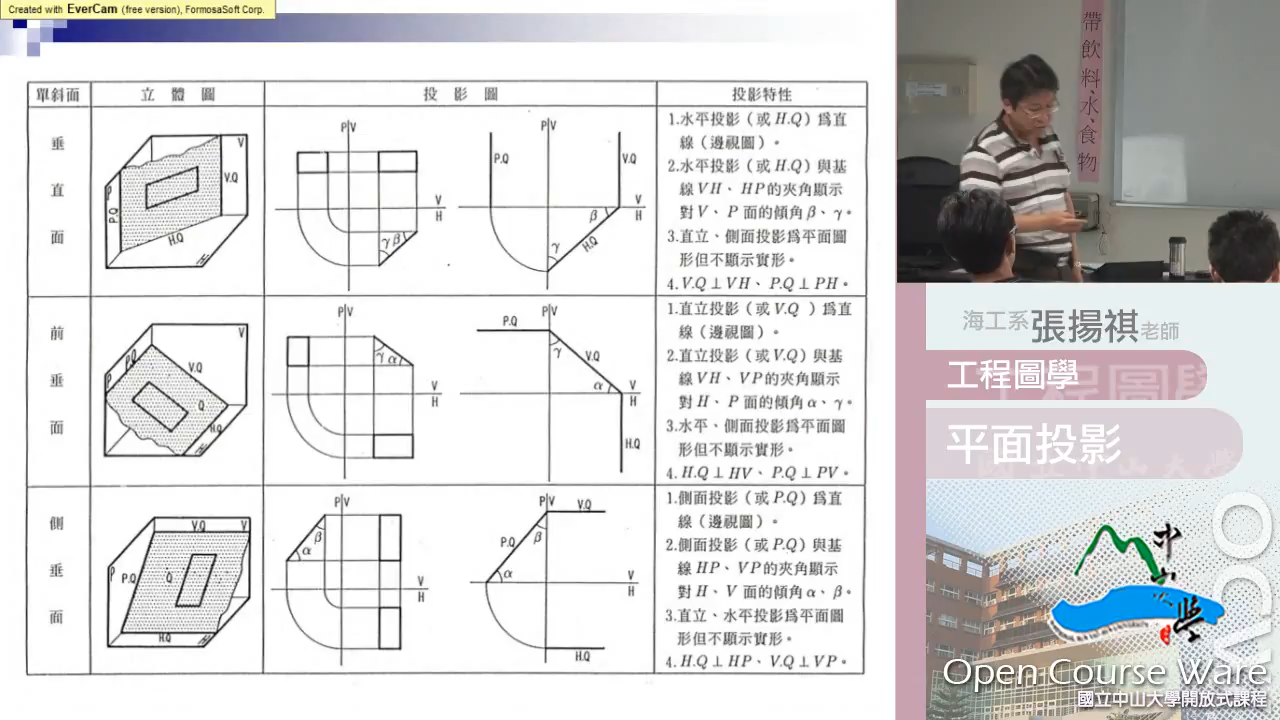 Created with EverCam (free version), FormosaSoft Corp.
單斜面
立體圖
投影圖
投影特性
垂直面
V
V.Q
P
P.Q
H.Q
H
P V
V
H
γ β
P V
P.Q
V.Q
V
H
β
γ
H.Q
1.水平投影（或H.Q）爲直
線（邊視圖）。
2.水平投影（或H.Q）與基
線VH、HP的夾角顯示
對V、P面的傾角β、γ。
3.直立、側面投影爲平面圖
形但不顯示實形。
4.V.Q⊥VH、P.Q⊥PH。
前垂面
V
P.Q
V.Q
P
Q
H.Q
H
P V
γ α
V
H
P V
P.Q
γ
V.Q
α
V
H
H.Q
1.直立投影（或V.Q）爲直
線（邊視圖）。
2.直立投影（或V.Q）與基
線VH、VP的夾角顯示
對H、P面的傾角α、γ。
3.水平、側面投影爲平面圖
形但不顯示實形。
4.H.Q⊥HV、P.Q⊥PV。
側垂面
V.Q
V
P
P.Q
Q
H.Q
H
P V
β
α
V
H
P V
V.Q
P.Q
β
α
V
H
H.Q
1.側面投影（或P.Q）爲直
線（邊視圖）。
2.側面投影（或P.Q）與基
線HP、VP的夾角顯示
對H、V面的傾角α、β。
3.直立、水平投影爲平面圖
形但不顯示實形。
4.H.Q⊥HP、V.Q⊥VP。
帶飲料、水、食物
海工系張揚祺老師
工程圖學
平面投影
中山大學
Open Course Ware
國立中山大學開放式課程